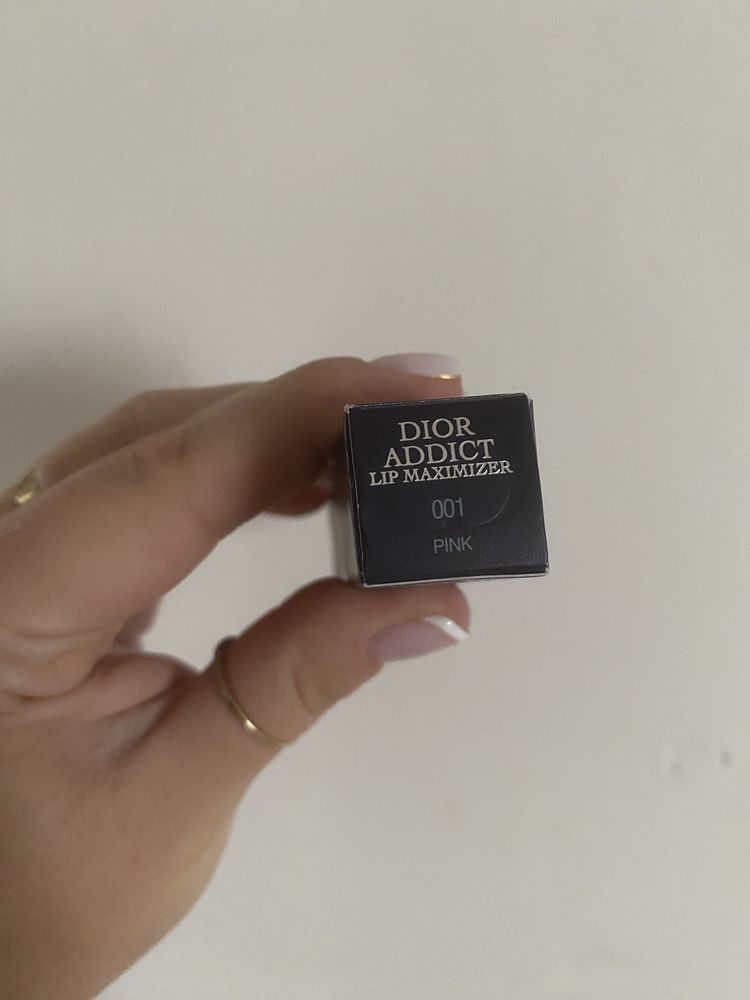 DIOR
ADDICT
LIP MAXIMIZER
001
PINK